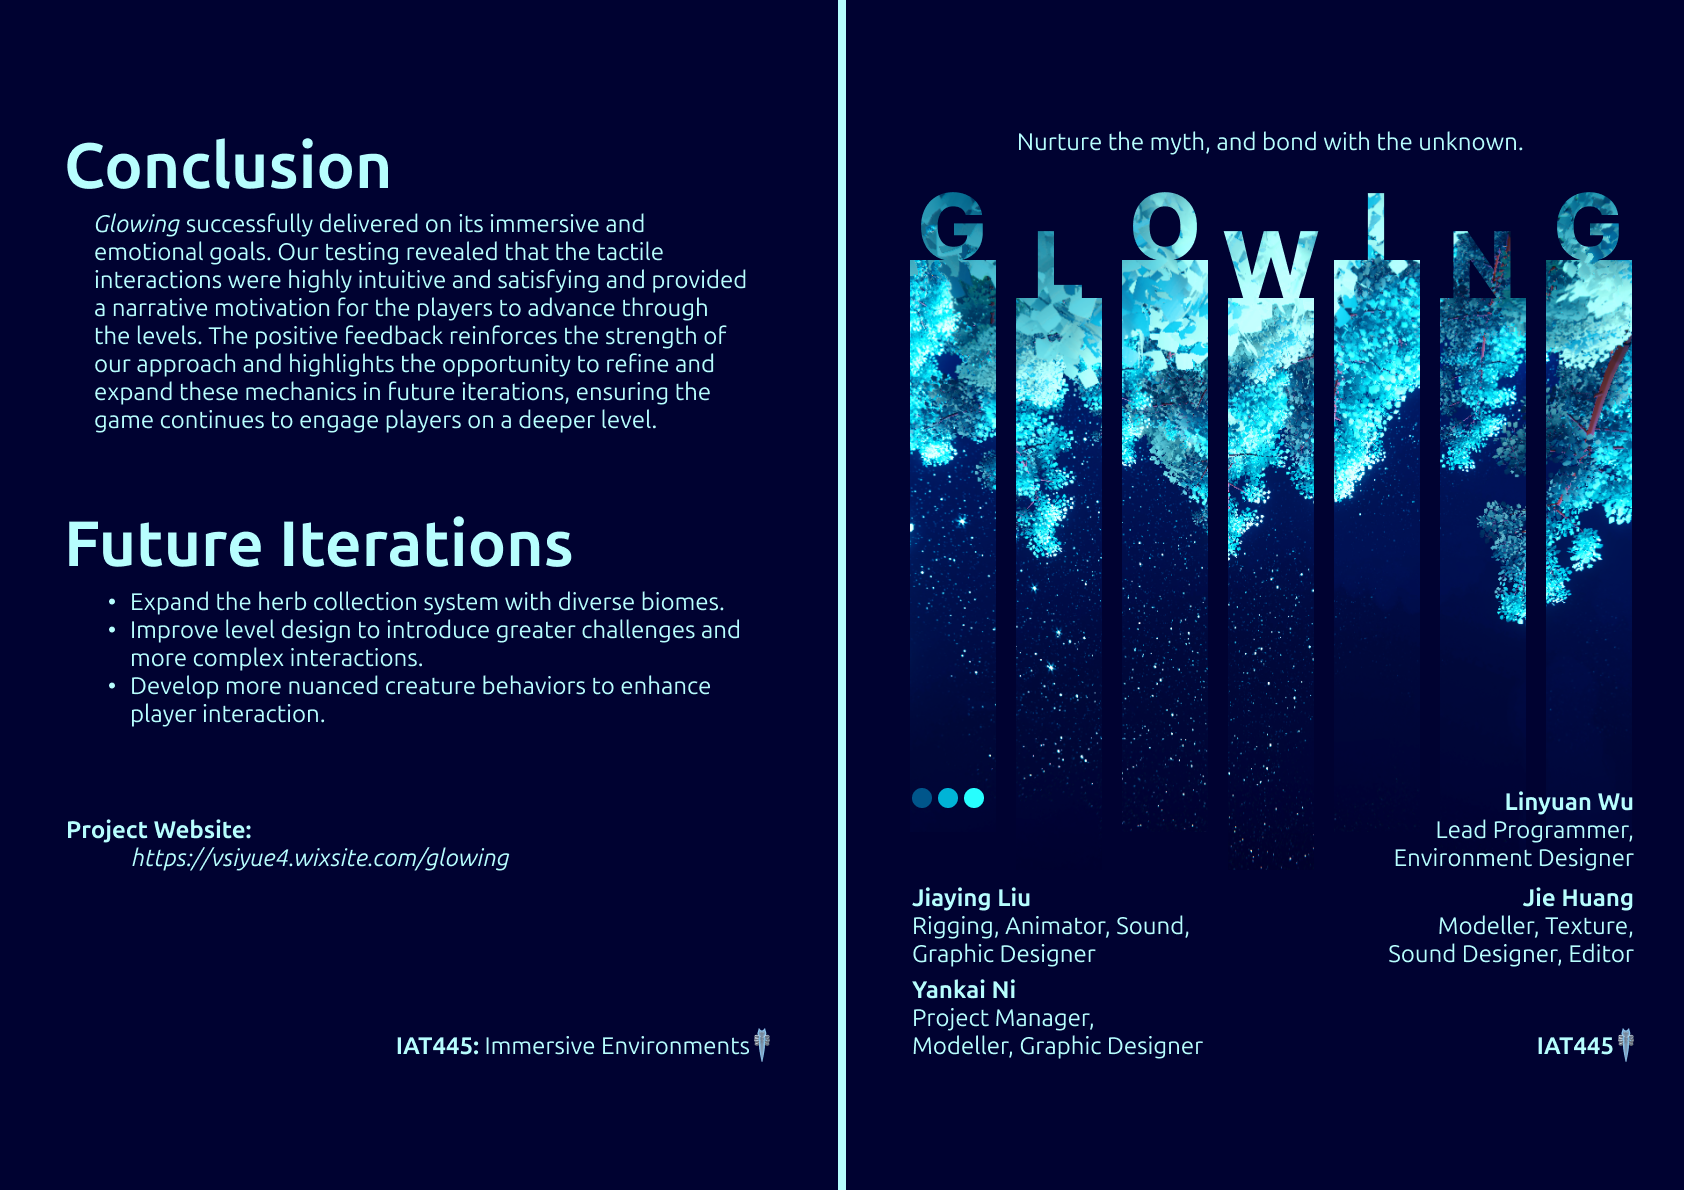 Conclusion
Glowing successfully delivered on its immersive and
emotional goals. Our testing revealed that the tactile
interactions were highly intuitive and satisfying and provided
a narrative motivation for the players to advance through
the levels. The positive feedback reinforces the strength of
our approach and highlights the opportunity to refine and
expand these mechanics in future iterations, ensuring the
game continues to engage players on a deeper level.
Future Iterations
• Expand the herb collection system with diverse biomes.
• Improve level design to introduce greater challenges and
more complex interactions.
• Develop more nuanced creature behaviors to enhance
player interaction.
Project Website:
https://vsiyue4.wixsite.com/glowing
IAT445: Immersive Environments
Nurture the myth, and bond with the unknown.
GLOWING
Linyuan Wu
Lead Programmer,
Environment Designer
Jiaying Liu
Rigging, Animator, Sound,
Graphic Designer
Jie Huang
Modeller, Texture,
Sound Designer, Editor
Yankai Ni
Project Manager,
Modeller, Graphic Designer
IAT445